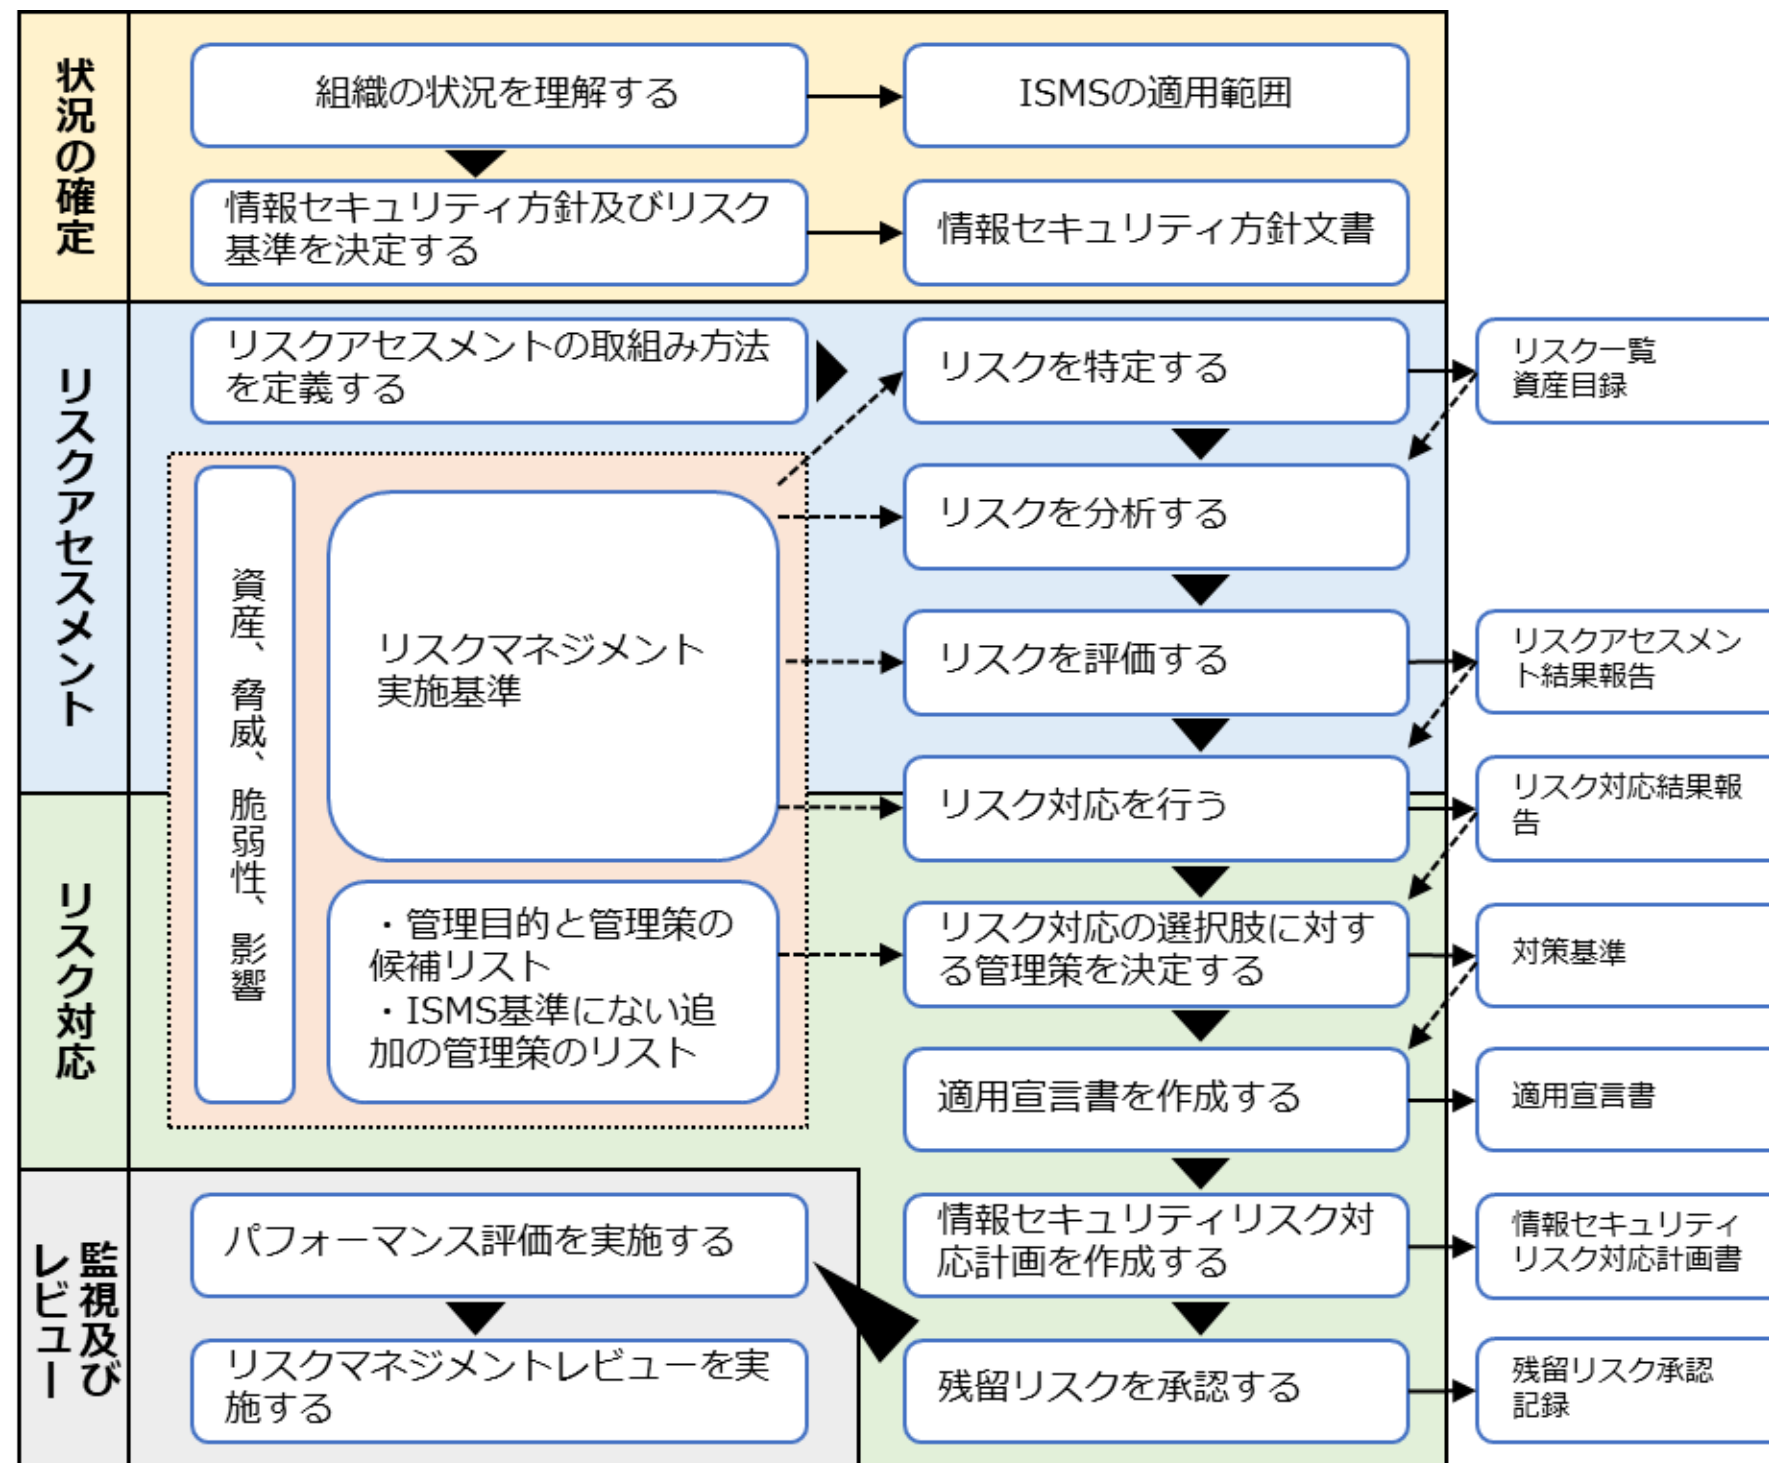 状況の確定
組織の状況を理解する
ISMSの適用範囲
情報セキュリティ方針及びリスク
基準を決定する
情報セキュリティ方針文書
リスクアセスメント
リスクアセスメントの取組み方法
を定義する
リスクを特定する
リスク一覧
資産目録
資産、脅威、脆弱性、影響
リスクマネジメント
実施基準
リスクを分析する
リスクを評価する
リスクアセスメン
ト結果報告
リスク対応を行う
リスク対応結果報
告
リスク対応
・管理目的と管理策の
候補リスト
・ISMS基準にない追
加の管理策のリスト
リスク対応の選択肢に対す
る管理策を決定する
対策基準
適用宣言書を作成する
適用宣言書
情報セキュリティリスク対
応計画を作成する
情報セキュリティ
リスク対応計画書
残留リスクを承認する
残留リスク承認
記録
監視及び
レビュー
パフォーマンス評価を実施する
リスクマネジメントレビューを実
施する